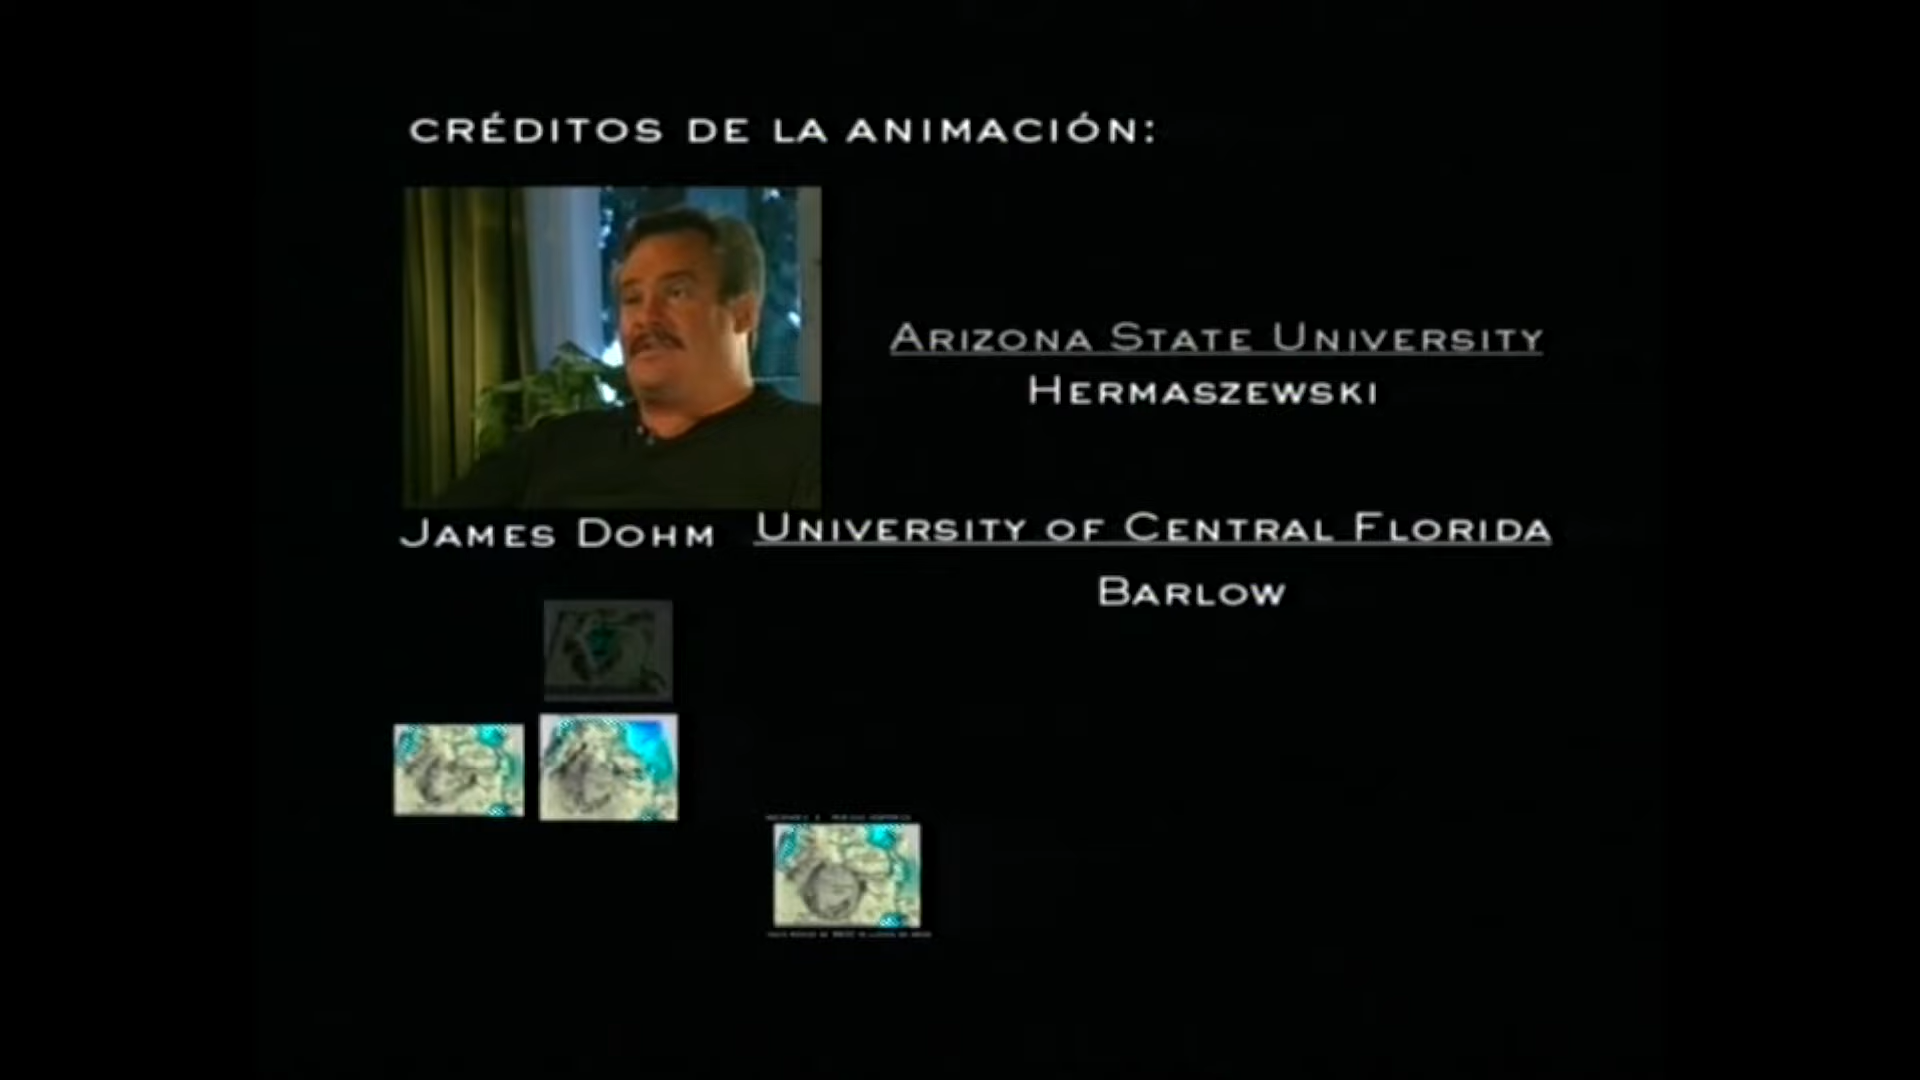 CRÉDITOS DE LA ANIMACIÓN:
ARIZONA STATE UNIVERSITY
HERMASZEWSKI
JAMES DOHM
UNIVERSITY OF CENTRAL FLORIDA
BARLOW